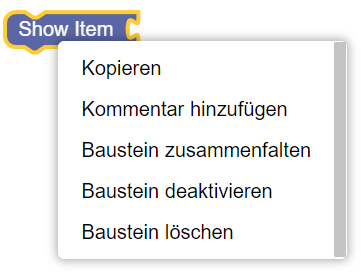 Show Item
Kopieren
Kommentar hinzufügen
Baustein zusammenfalten
Baustein deaktivieren
Baustein löschen